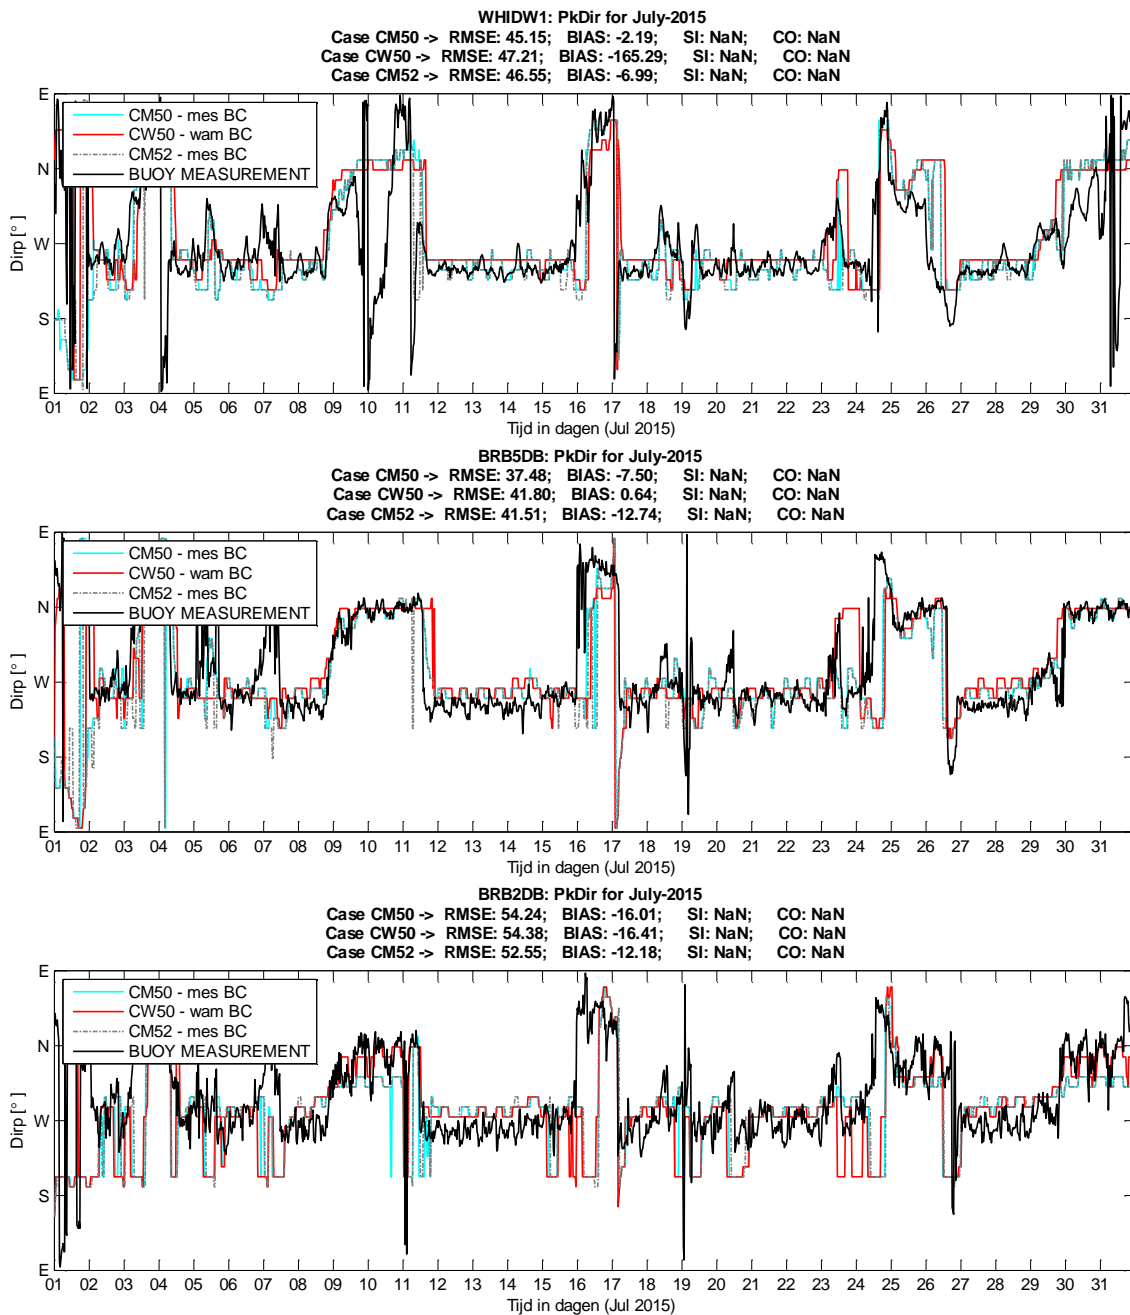 WHIDW1: PkDir for July-2015
Case CM50 -> RMSE: 45.15; BIAS: -2.19; SI: NaN; CO: NaN
Case CW50 -> RMSE: 47.21; BIAS: -165.29; SI: NaN; CO: NaN
Case CM52 -> RMSE: 46.55; BIAS: -6.99; SI: NaN; CO: NaN
E
N
W
S
E
Dirp [°]
CM50 - mes BC
CW50 - wam BC
CM52 - mes BC
BUOY MEASUREMENT
01 02 03 04 05 06 07 08 09 10 11 12 13 14 15 16 17 18 19 20 21 22 23 24 25 26 27 28 29 30 31
Tijd in dagen (Jul 2015)
BRB5DB: PkDir for July-2015
Case CM50 -> RMSE: 37.48; BIAS: -7.50; SI: NaN; CO: NaN
Case CW50 -> RMSE: 41.80; BIAS: 0.64; SI: NaN; CO: NaN
Case CM52 -> RMSE: 41.51; BIAS: -12.74; SI: NaN; CO: NaN
E
N
W
S
E
Dirp [°]
CM50 - mes BC
CW50 - wam BC
CM52 - mes BC
BUOY MEASUREMENT
01 02 03 04 05 06 07 08 09 10 11 12 13 14 15 16 17 18 19 20 21 22 23 24 25 26 27 28 29 30 31
Tijd in dagen (Jul 2015)
BRB2DB: PkDir for July-2015
Case CM50 -> RMSE: 54.24; BIAS: -16.01; SI: NaN; CO: NaN
Case CW50 -> RMSE: 54.38; BIAS: -16.41; SI: NaN; CO: NaN
Case CM52 -> RMSE: 52.55; BIAS: -12.18; SI: NaN; CO: NaN
E
N
W
S
E
Dirp [°]
CM50 - mes BC
CW50 - wam BC
CM52 - mes BC
BUOY MEASUREMENT
01 02 03 04 05 06 07 08 09 10 11 12 13 14 15 16 17 18 19 20 21 22 23 24 25 26 27 28 29 30 31
Tijd in dagen (Jul 2015)